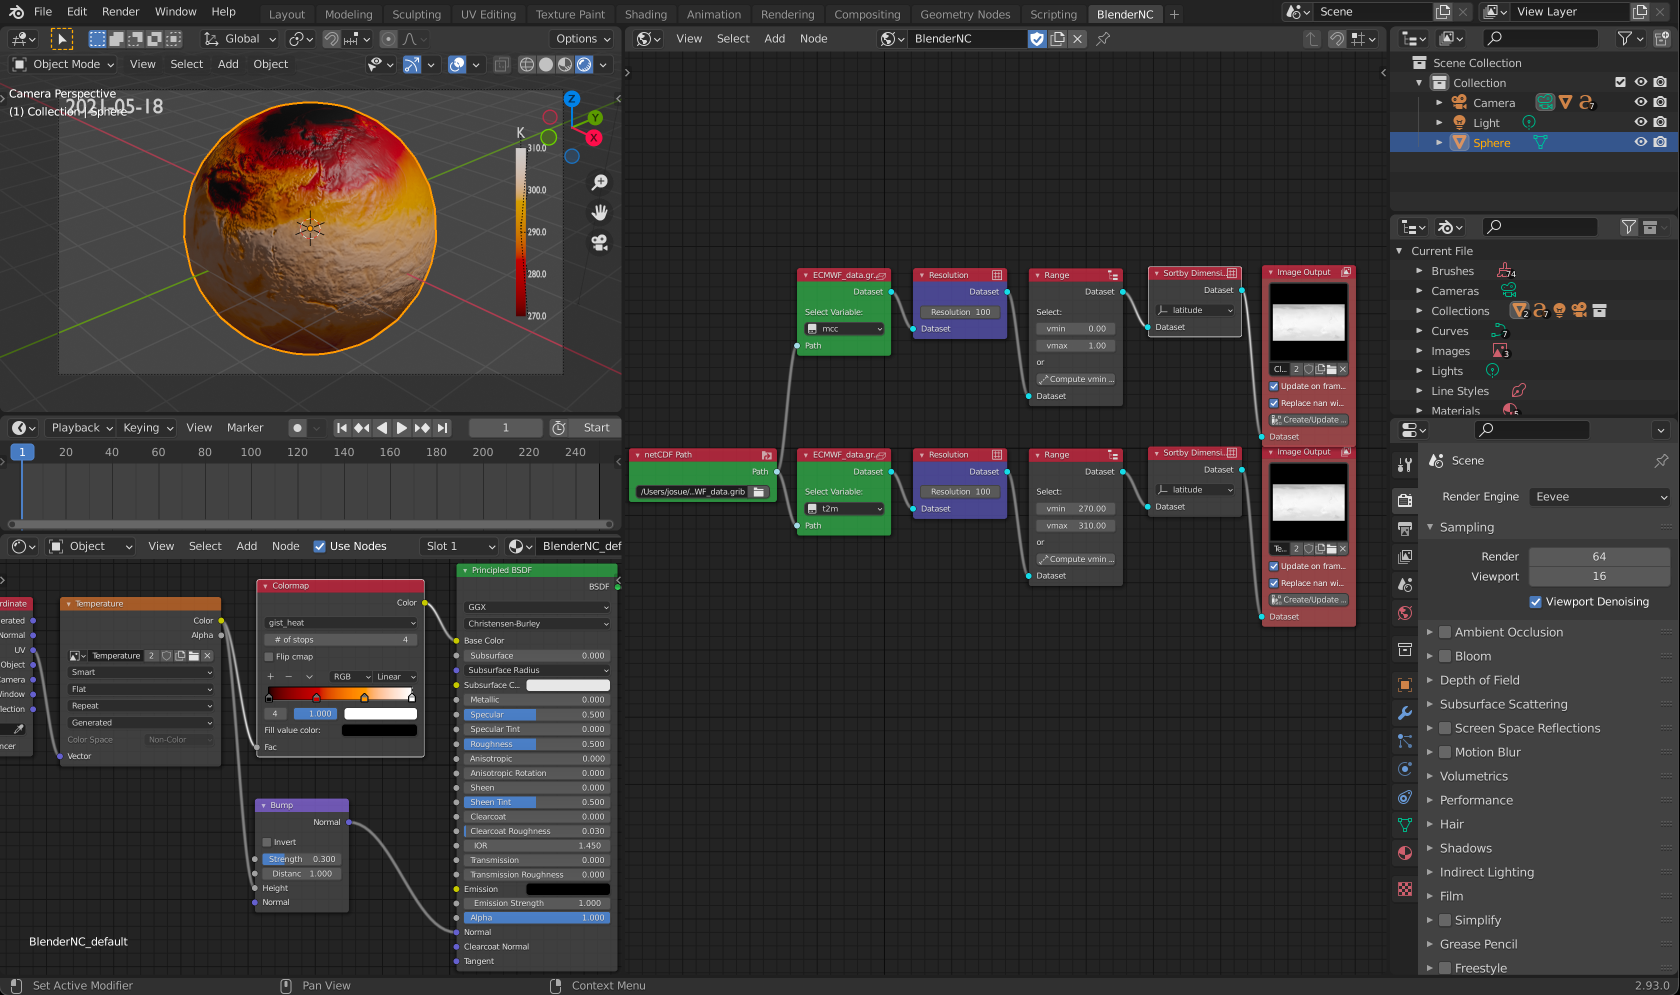 File Edit Render Window Help
Layout Modeling Sculpting UV Editing Texture Paint Shading Animation Rendering Compositing Geometry Nodes Scripting BlenderNC +
Scene
View Layer
Global
Options
Object Mode View Select Add Object
Camera Perspective
(1) Collection | Sphere
2021-05-18
K
310.0
300.0
290.0
280.0
270.0
Z
Y
X
Playback Keying View Marker
1
Start
1 20 40 60 80 100 120 140 160 180 200 220 240
Object View Select Add Node Use Nodes Slot 1 BlenderNC_def
rdinate
erated
Normal
UV
Object
Camera
Window
lection
ncer
Temperature
Color
Alpha
Temperature 2
Smart
Flat
Repeat
Generated
Color Space Non-Color
Vector
Colormap
Color
gist_heat
# of stops 4
Flip cmap
+ − RGB Linear
4 1.000
Fill value color:
Fac
Bump
Normal
Invert
Strength 0.300
Distanc 1.000
Height
Normal
Principled BSDF
BSDF
GGX
Christensen-Burley
Base Color
Subsurface 0.000
Subsurface Radius
Subsurface C...
Metallic 0.000
Specular 0.500
Specular Tint 0.000
Roughness 0.500
Anisotropic 0.000
Anisotropic Rotation 0.000
Sheen 0.000
Sheen Tint 0.500
Clearcoat 0.000
Clearcoat Roughness 0.030
IOR 1.450
Transmission 0.000
Transmission Roughness 0.000
Emission
Emission Strength 1.000
Alpha 1.000
Normal
Clearcoat Normal
Tangent
BlenderNC_default
View Select Add Node
BlenderNC
netCDF Path
Path
/Users/josue/...WF_data.grib
ECMWF_data.gr...
Dataset
Select Variable:
mcc
Path
Resolution
Dataset
Resolution 100
Dataset
Range
Dataset
Select:
vmin 0.00
vmax 1.00
or
Compute vmin ...
Dataset
Sortby Dimensi...
Dataset
latitude
Dataset
Image Output
Cl... 2
Update on fram...
Replace nan wi...
Create/Update ...
Dataset
ECMWF_data.gr...
Dataset
Select Variable:
t2m
Path
Resolution
Dataset
Resolution 100
Dataset
Range
Dataset
Select:
vmin 270.00
vmax 310.00
or
Compute vmin ...
Dataset
Sortby Dimensi...
Dataset
latitude
Dataset
Image Output
Te... 2
Update on fram...
Replace nan wi...
Create/Update ...
Dataset
Scene Collection
Collection
Camera 7
Light
Sphere
Current File
Brushes 74
Cameras
Collections 2 7
Curves 7
Images 3
Lights
Line Styles
Materials 5
Scene
Render Engine Eevee
Sampling
Render 64
Viewport 16
Viewport Denoising
Ambient Occlusion
Bloom
Depth of Field
Subsurface Scattering
Screen Space Reflections
Motion Blur
Volumetrics
Performance
Hair
Shadows
Indirect Lighting
Film
Simplify
Grease Pencil
Freestyle
Set Active Modifier
Pan View
Context Menu
2.93.0